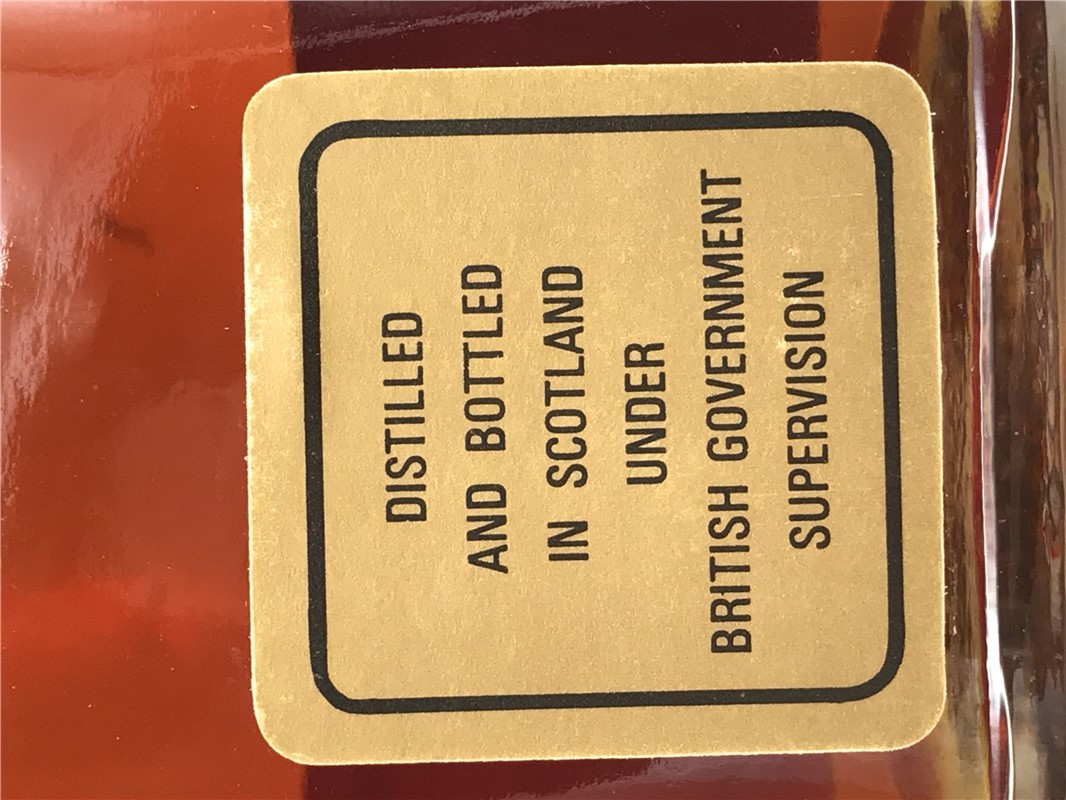 DISTILLED
AND BOTTLED
IN SCOTLAND
UNDER
BRITISH GOVERNMENT
SUPERVISION